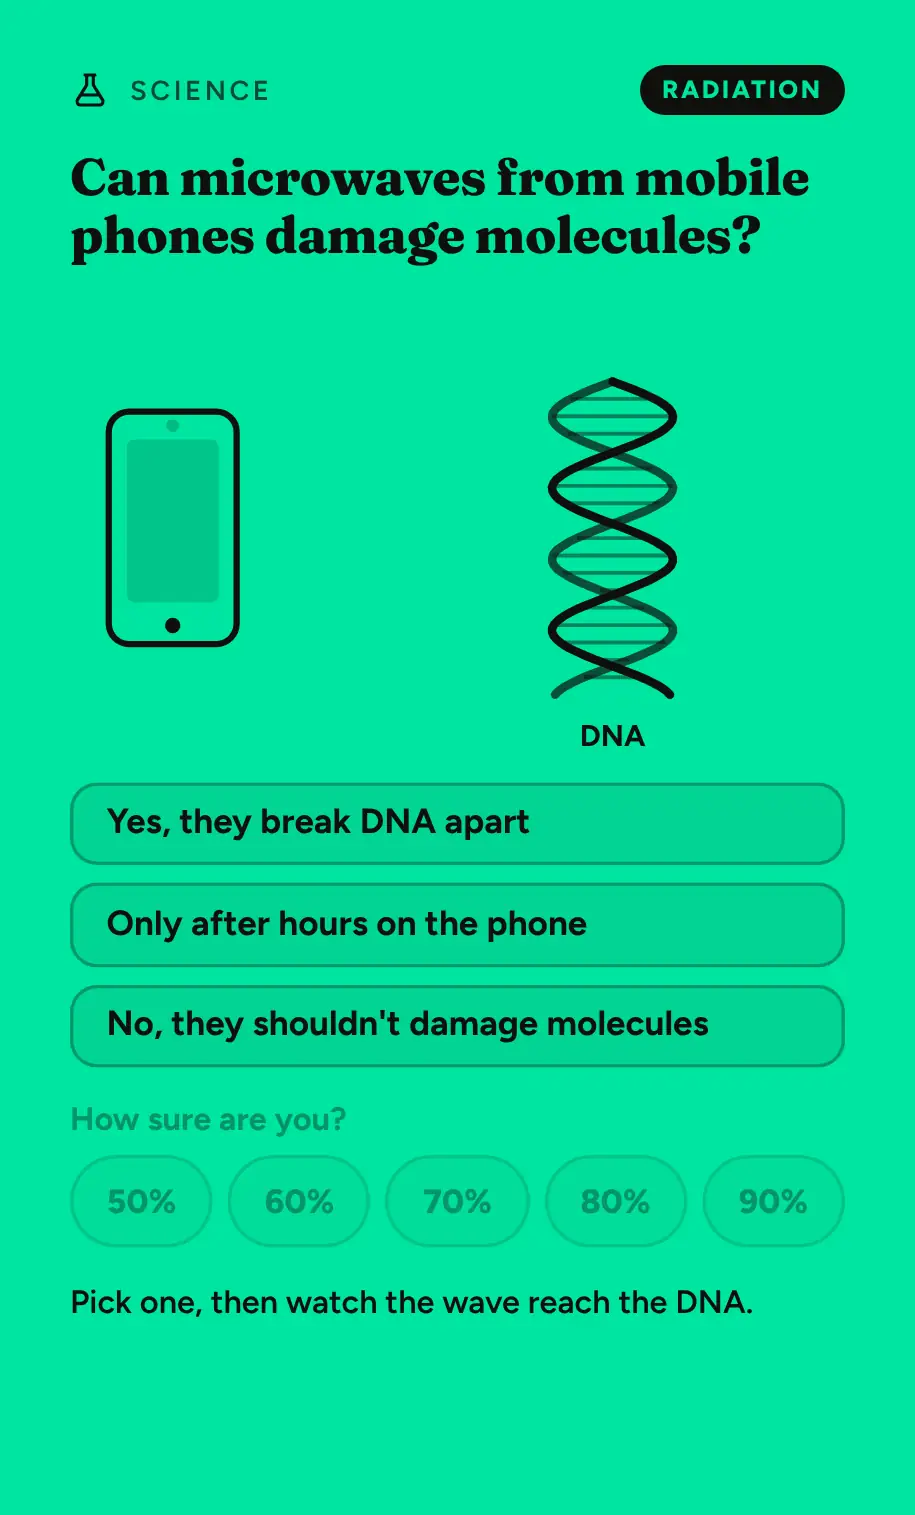 SCIENCE
RADIATION
Can microwaves from mobile
phones damage molecules?
DNA
Yes, they break DNA apart
Only after hours on the phone
No, they shouldn't damage molecules
How sure are you?
50%
60%
70%
80%
90%
Pick one, then watch the wave reach the DNA.